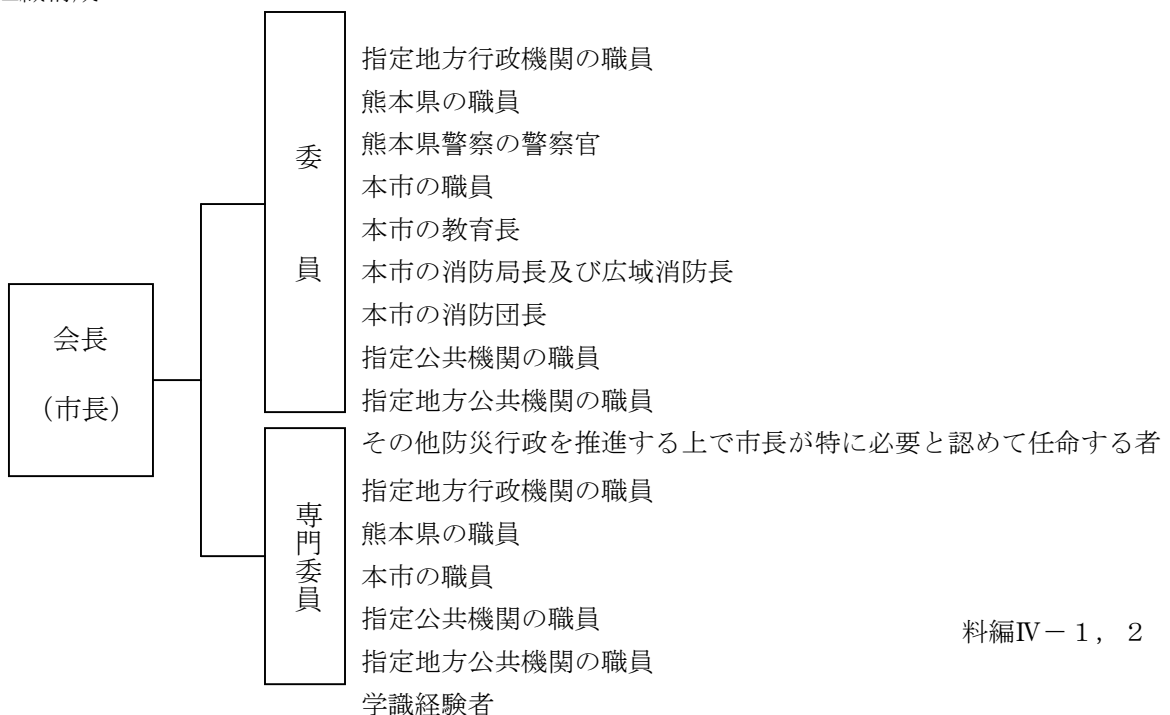 会長
（市長）
委員
指定地方行政機関の職員
熊本県の職員
熊本県警察の警察官
本市の職員
本市の教育長
本市の消防局長及び広域消防長
本市の消防団長
指定公共機関の職員
指定地方公共機関の職員
その他防災行政を推進する上で市長が特に必要と認めて任命する者
専門委員
指定地方行政機関の職員
熊本県の職員
本市の職員
指定公共機関の職員
指定地方公共機関の職員
学識経験者
料編Ⅳ－１，２